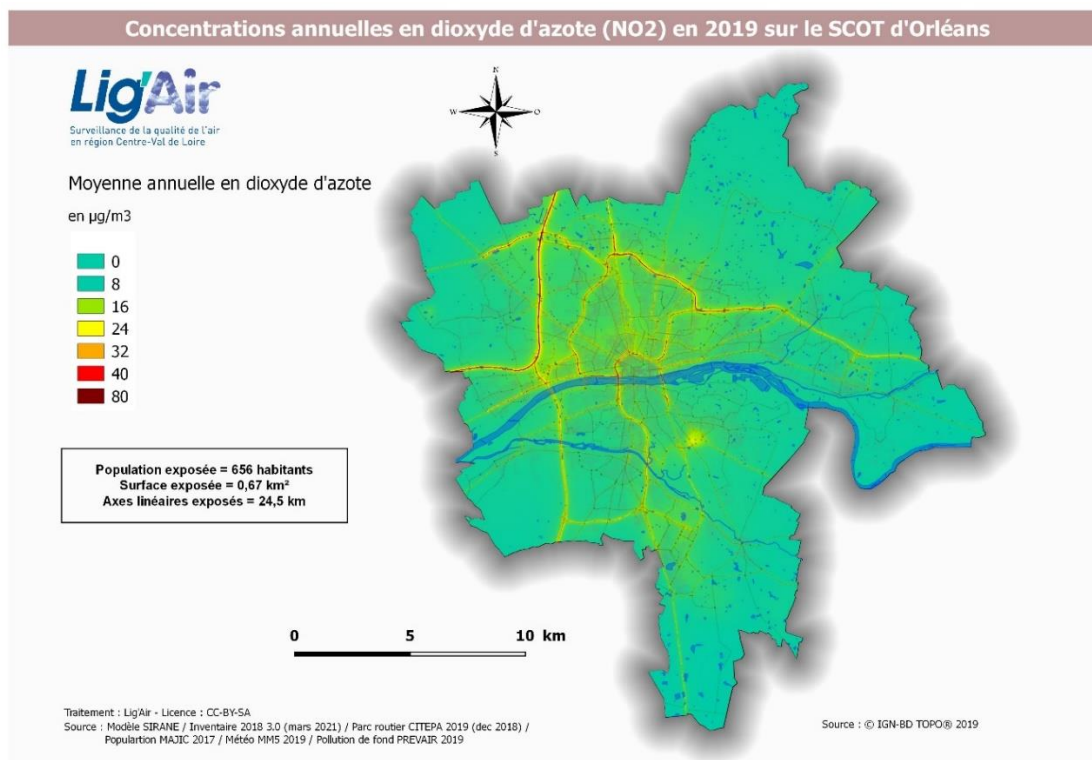 Concentrations annuelles en dioxyde d'azote (NO2) en 2019 sur le SCOT d'Orléans
Lig'Air
Surveillance de la qualité de l'air
en région Centre-Val de Loire
N
W
O
S
Moyenne annuelle en dioxyde d'azote
en µg/m3
0
8
16
24
32
40
80
Population exposée = 656 habitants
Surface exposée = 0,67 km²
Axes linéaires exposés = 24,5 km
0 5 10 km
Traitement : Lig'Air - Licence : CC-BY-SA
Source : Modèle SIRANE / Inventaire 2018 3.0 (mars 2021) / Parc routier CITEPA 2019 (dec 2018) /
Populartion MAJIC 2017 / Météo MM5 2019 / Pollution de fond PREVAIR 2019
Source : © IGN-BD TOPO® 2019